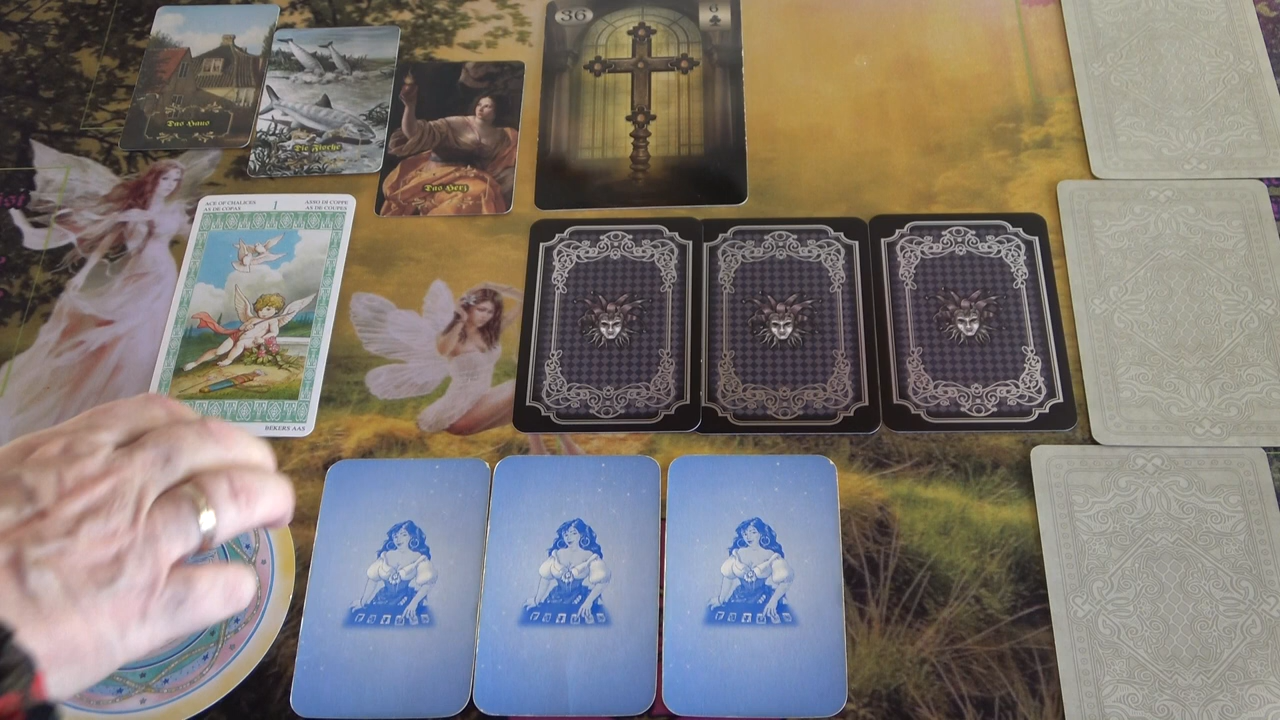 Das Haus
Die Fische
Das Herz
36
6
ACE OF CHALICES
AS DE COPAS
1
ASSO DI COPPE
AS DE COUPES
BEKERS AAS